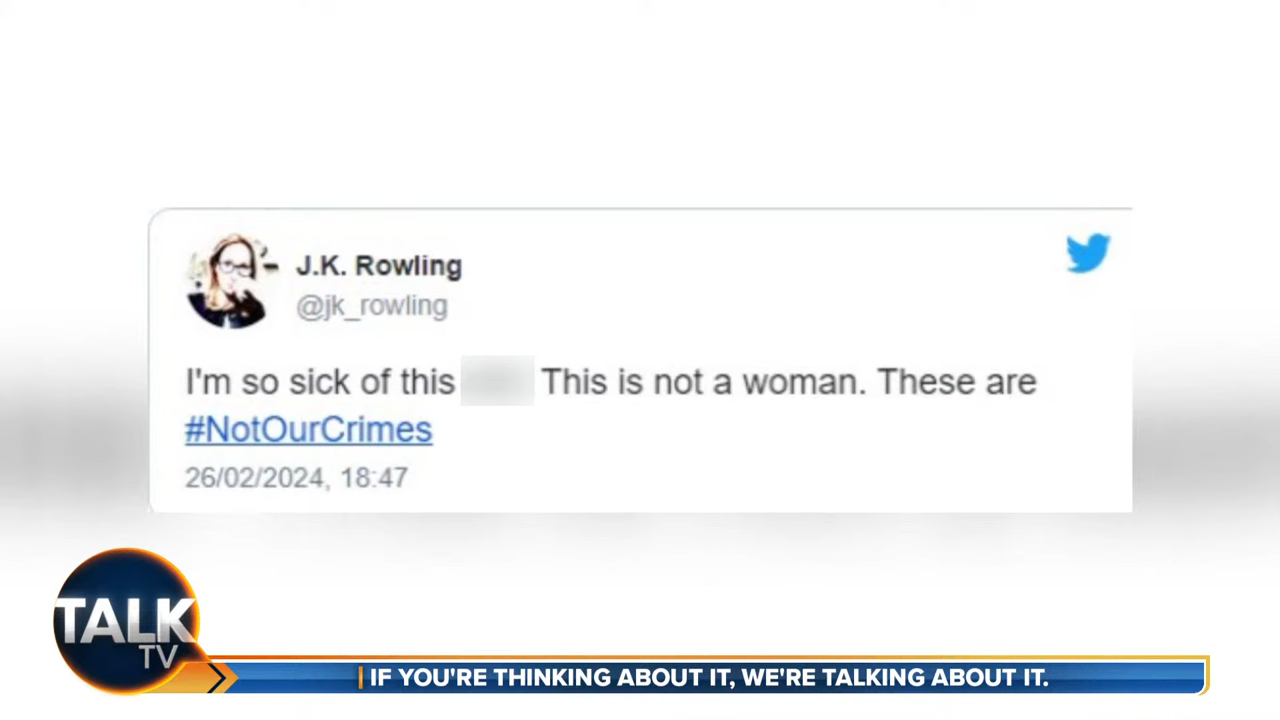 J.K. Rowling
@jk_rowling
I'm so sick of this This is not a woman. These are
#NotOurCrimes
26/02/2024, 18:47
TALK
TV
IF YOU'RE THINKING ABOUT IT, WE'RE TALKING ABOUT IT.